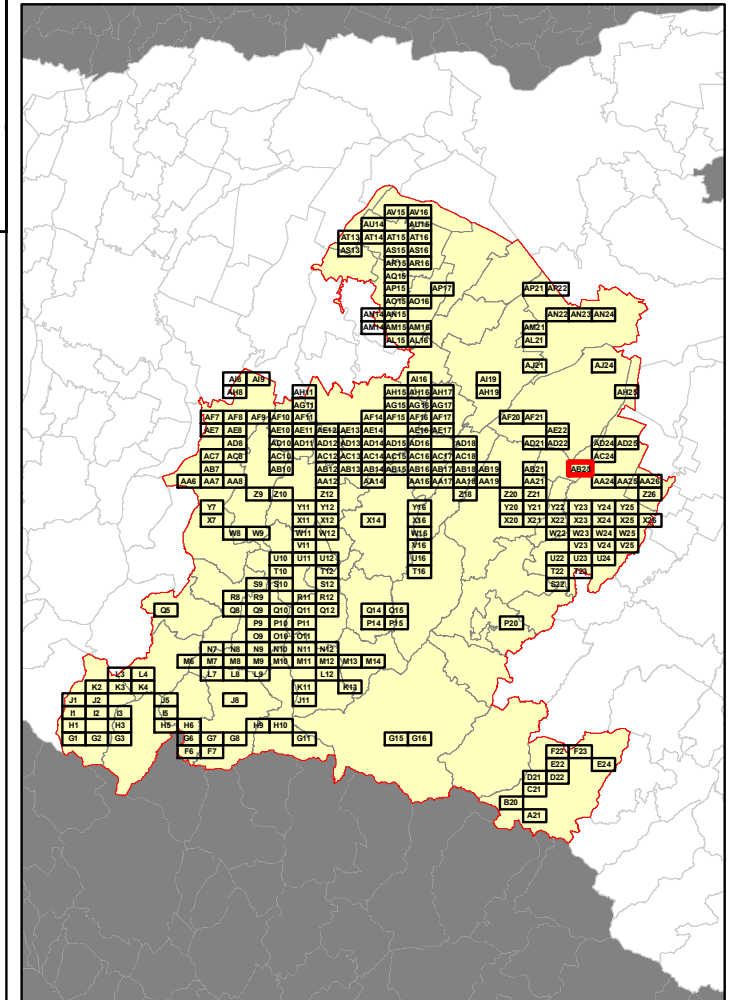 AV15 AV16
AU14 AU16
AT13 AT14 AT15 AT16
AS13 AS15 AS16
AR15 AR16
AQ15
AP15 AP17 AP21 AP22
AO15 AO16
AN14 AN15 AN22 AN23 AN24
AM14 AM15 AM16 AM21
AL15 AL16 AL21
AJ21 AJ24
AI8 AI9 AI16 AI19
AH8 AH11 AH15 AH16 AH17 AH19 AH25
AG11 AG15 AG16 AG17
AF7 AF8 AF9 AF10 AF11 AF14 AF15 AF16 AF17 AF20 AF21
AE7 AE8 AE10 AE11 AE12 AE13 AE14 AE16 AE17 AE22
AD8 AD10 AD11 AD12 AD13 AD14 AD15 AD16 AD18 AD21 AD22 AD24 AD25
AC7 AC8 AC10 AC12 AC13 AC14 AC15 AC16 AC17 AC18 AC24
AB7 AB10 AB12 AB13 AB14 AB15 AB16 AB17 AB18 AB19 AB21 AB23
AA6 AA7 AA8 AA12 AA14 AA16 AA17 AA18 AA19 AA21 AA24 AA25 AA26
Z9 Z10 Z12 Z18 Z20 Z21 Z26
Y7 Y11 Y12 Y16 Y20 Y21 Y22 Y23 Y24 Y25
X7 X11 X12 X14 X16 X20 X21 X22 X23 X24 X25 X26
W8 W9 W11 W12 W16 W22 W23 W24 W25
V11 V16 V23 V24 V25
U10 U11 U12 U16 U22 U23 U24
T10 T12 T16 T22 T23
S9 S10 S12 S22
R8 R9 R11 R12
Q5 Q8 Q9 Q10 Q11 Q12 Q14 Q15
P9 P10 P11 P14 P15 P20
O9 O10 O11
N7 N8 N9 N10 N11 N12
M6 M7 M8 M9 M10 M11 M12 M13 M14
L3 L4 L7 L8 L9 L12
K2 K3 K4 K11 K13
J1 J2 J5 J8 J11
I1 I2 I3 I5
H1 H3 H5 H6 H9 H10
G1 G2 G3 G6 G7 G8 G11 G15 G16
F6 F7 F22 F23
E22 E24
D21 D22
C21
B20
A21